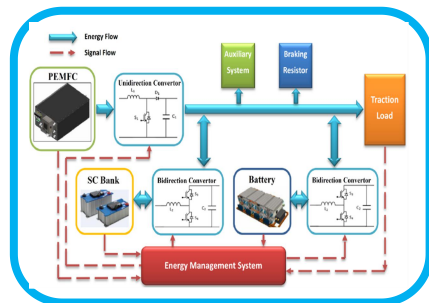 Energy Flow
Signal Flow
PEMFC
Unidirection Convertor
Auxiliary
System
Braking
Resistor
Traction
Load
SC Bank
Bidirection Convertor
Battery
Bidirection Convertor
Energy Management System